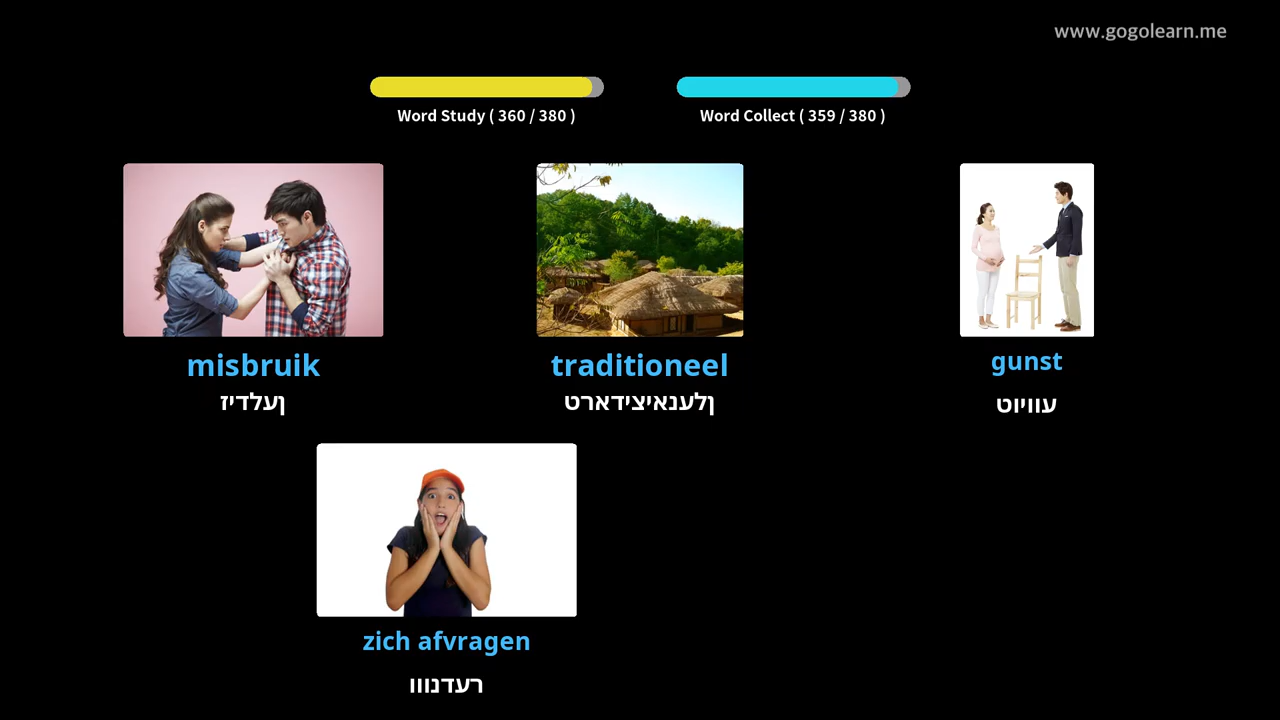 www.gogolearn.me
Word Study ( 360 / 380 )
Word Collect ( 359 / 380 )
misbruik
ןעלדיז
traditioneel
ןלענאיצידארט
gunst
עוויוט
zich afvragen
רעדנווו